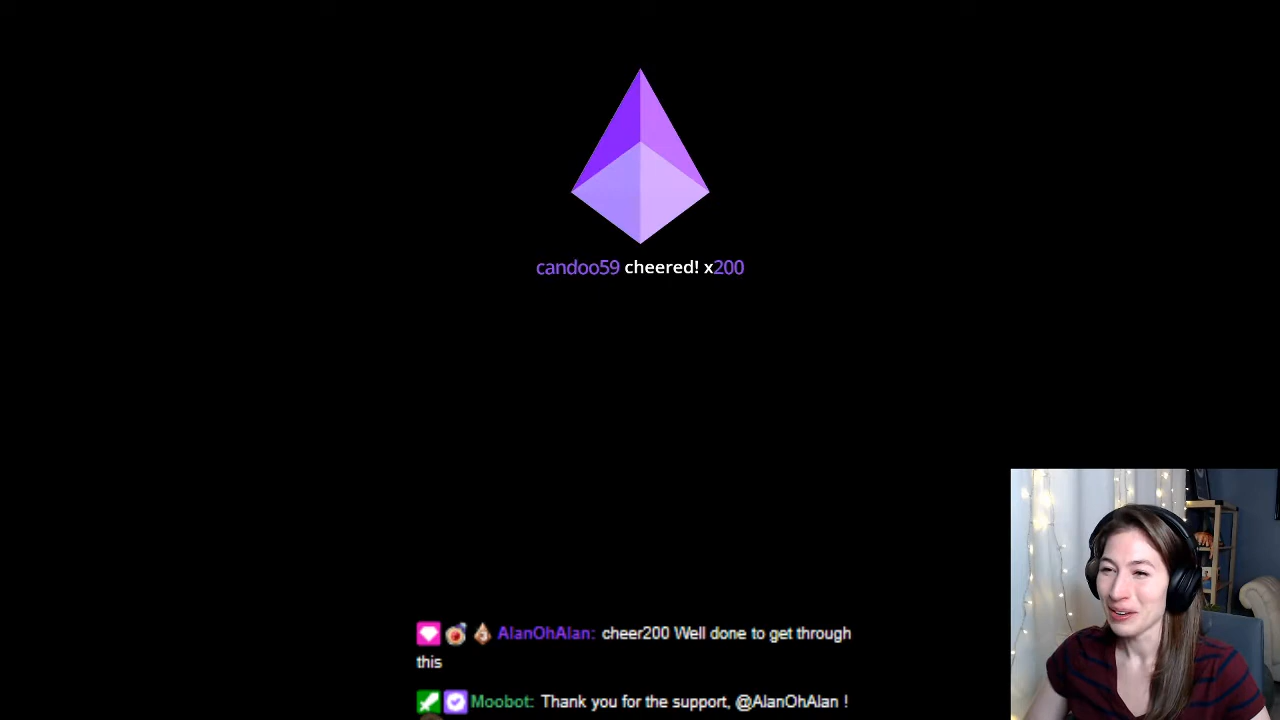 candoo59 cheered! x200
AlanOhAlan: cheer200 Well done to get through
this
Moobot: Thank you for the support, @AlanOhAlan !